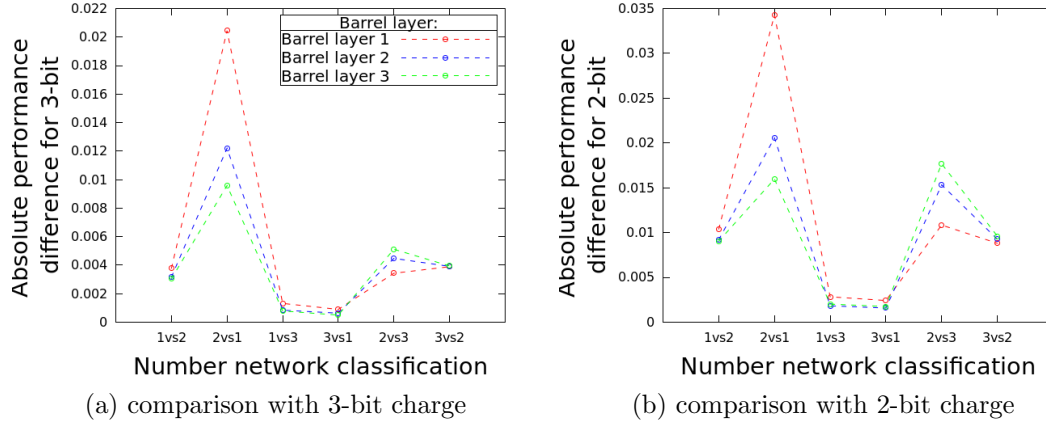 Absolute performance
difference for 3-bit
0.022
0.02
0.018
0.016
0.014
0.012
0.01
0.008
0.006
0.004
0.002
0
Barrel layer:
Barrel layer 1
Barrel layer 2
Barrel layer 3
1vs2 2vs1 1vs3 3vs1 2vs3 3vs2
Number network classification
(a) comparison with 3-bit charge
Absolute performance
difference for 2-bit
0.035
0.03
0.025
0.02
0.015
0.01
0.005
0
1vs2 2vs1 1vs3 3vs1 2vs3 3vs2
Number network classification
(b) comparison with 2-bit charge